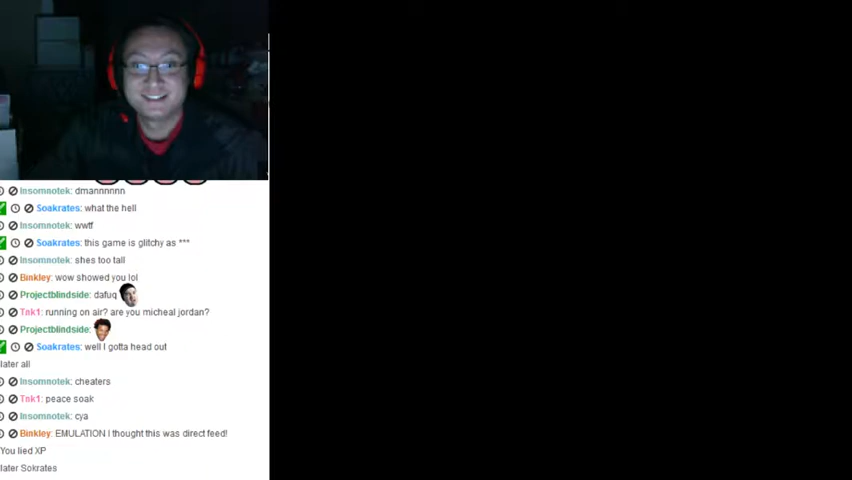 Insomnotek: dmannnnnn
Soakrates: what the hell
Insomnotek: wwtf
Soakrates: this game is glitchy as ***
Insomnotek: shes too tall
Binkley: wow showed you lol
Projectblindside: dafuq
Tnk1: running on air? are you micheal jordan?
Projectblindside:
Soakrates: well I gotta head out
later all
Insomnotek: cheaters
Tnk1: peace soak
Insomnotek: cya
Binkley: EMULATION I thought this was direct feed!
You lied XP
later Sokrates